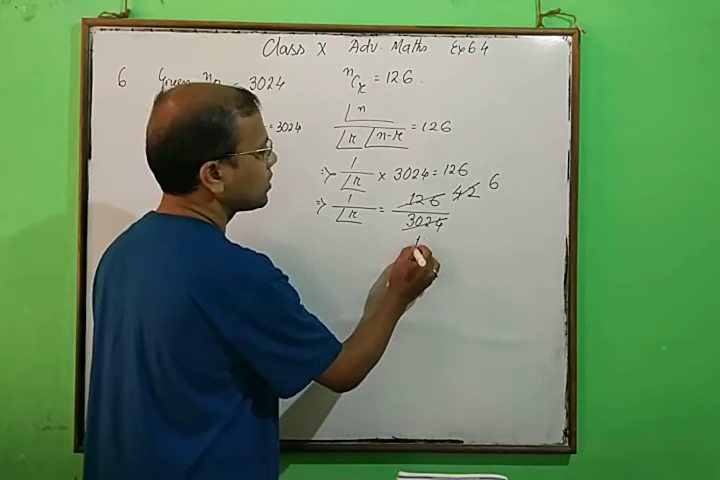 Class X Adv. Maths Ex 6.4
6 Given = 3024
ⁿCᵣ = 126.
= 3024
∟n / ∟r ∟n-r = 126
⇒ 1/∟r × 3024 = 126
⇒ 1/∟r = 126/3024 42 6
1